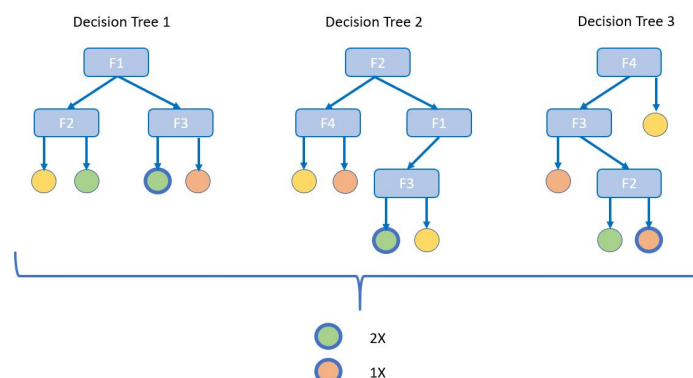 Decision Tree 1 Decision Tree 2 Decision Tree 3
F1 F2 F4
F2 F3 F4 F1 F3
F3 F2
2X
1X